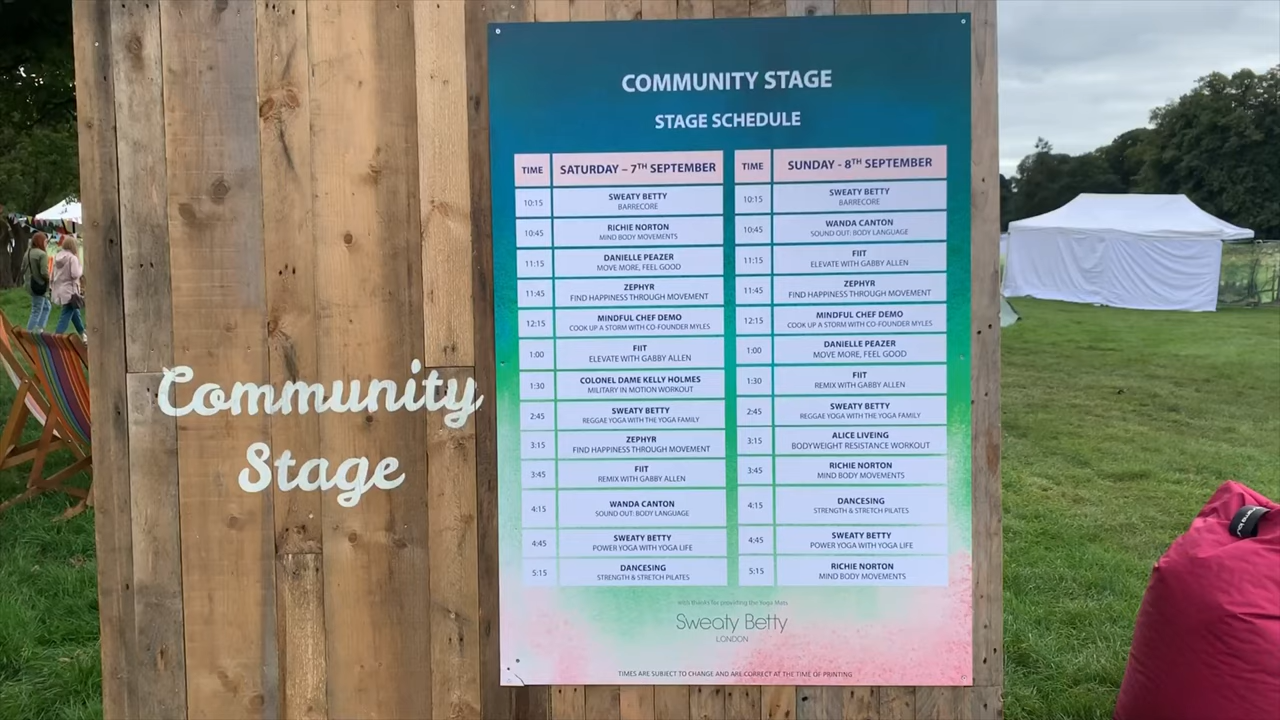 Community
Stage
COMMUNITY STAGE
STAGE SCHEDULE
TIME SATURDAY – 7TH SEPTEMBER
10:15 SWEATY BETTY
BARRECORE
10:45 RICHIE NORTON
MIND BODY MOVEMENTS
11:15 DANIELLE PEAZER
MOVE MORE, FEEL GOOD
11:45 ZEPHYR
FIND HAPPINESS THROUGH MOVEMENT
12:15 MINDFUL CHEF DEMO
COOK UP A STORM WITH CO-FOUNDER MYLES
1:00 FIIT
ELEVATE WITH GABBY ALLEN
1:30 COLONEL DAME KELLY HOLMES
MILITARY IN MOTION WORKOUT
2:45 SWEATY BETTY
REGGAE YOGA WITH THE YOGA FAMILY
3:15 ZEPHYR
FIND HAPPINESS THROUGH MOVEMENT
3:45 FIIT
REMIX WITH GABBY ALLEN
4:15 WANDA CANTON
SOUND OUT: BODY LANGUAGE
4:45 SWEATY BETTY
POWER YOGA WITH YOGA LIFE
5:15 DANCESING
STRENGTH & STRETCH PILATES
TIME SUNDAY - 8TH SEPTEMBER
10:15 SWEATY BETTY
BARRECORE
10:45 WANDA CANTON
SOUND OUT: BODY LANGUAGE
11:15 FIIT
ELEVATE WITH GABBY ALLEN
11:45 ZEPHYR
FIND HAPPINESS THROUGH MOVEMENT
12:15 MINDFUL CHEF DEMO
COOK UP A STORM WITH CO-FOUNDER MYLES
1:00 DANIELLE PEAZER
MOVE MORE, FEEL GOOD
1:30 FIIT
REMIX WITH GABBY ALLEN
2:45 SWEATY BETTY
REGGAE YOGA WITH THE YOGA FAMILY
3:15 ALICE LIVEING
BODYWEIGHT RESISTANCE WORKOUT
3:45 RICHIE NORTON
MIND BODY MOVEMENTS
4:15 DANCESING
STRENGTH & STRETCH PILATES
4:45 SWEATY BETTY
POWER YOGA WITH YOGA LIFE
5:15 RICHIE NORTON
MIND BODY MOVEMENTS
with thanks for providing the Yoga Mats
Sweaty Betty
LONDON
TIMES ARE SUBJECT TO CHANGE AND ARE CORRECT AT THE TIME OF PRINTING